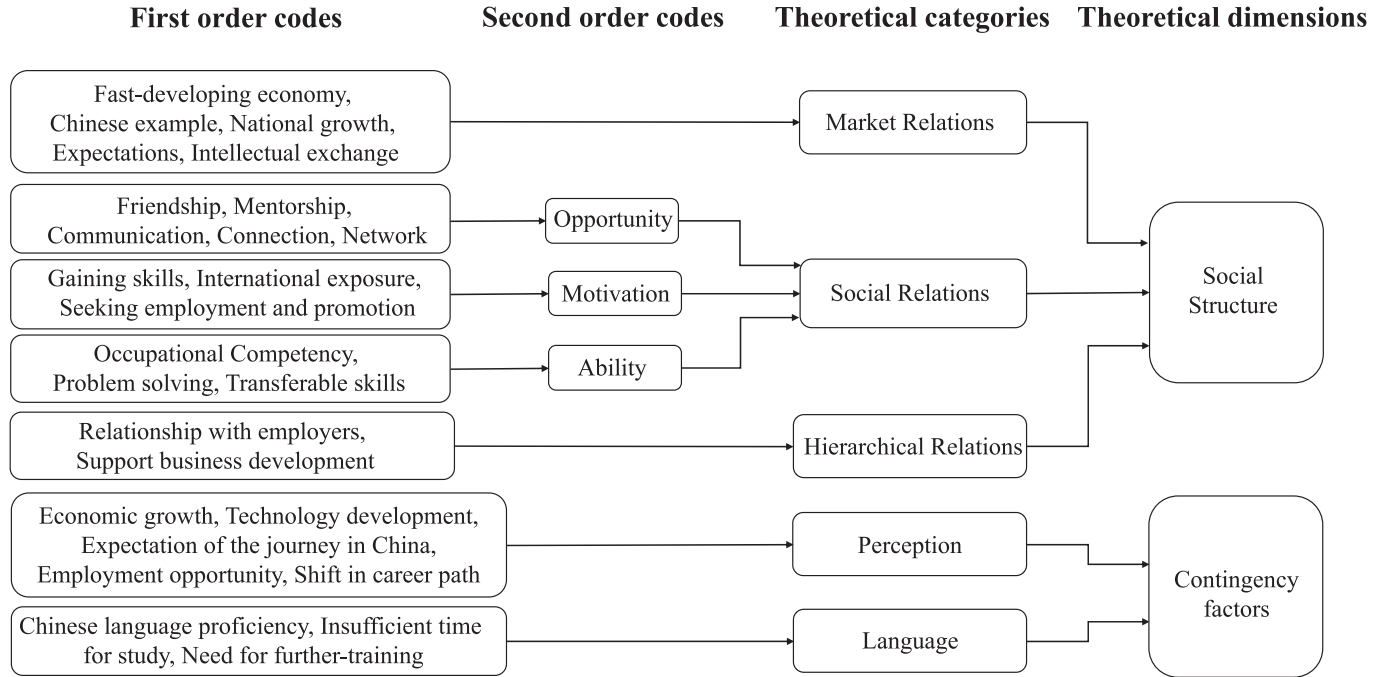 First order codes
Second order codes
Theoretical categories
Theoretical dimensions
Fast-developing economy,
Chinese example, National growth,
Expectations, Intellectual exchange
Market Relations
Friendship, Mentorship,
Communication, Connection, Network
Opportunity
Gaining skills, International exposure,
Seeking employment and promotion
Motivation
Social Relations
Social
Structure
Occupational Competency,
Problem solving, Transferable skills
Ability
Relationship with employers,
Support business development
Hierarchical Relations
Economic growth, Technology development,
Expectation of the journey in China,
Employment opportunity, Shift in career path
Perception
Contingency
factors
Chinese language proficiency, Insufficient time
for study, Need for further-training
Language